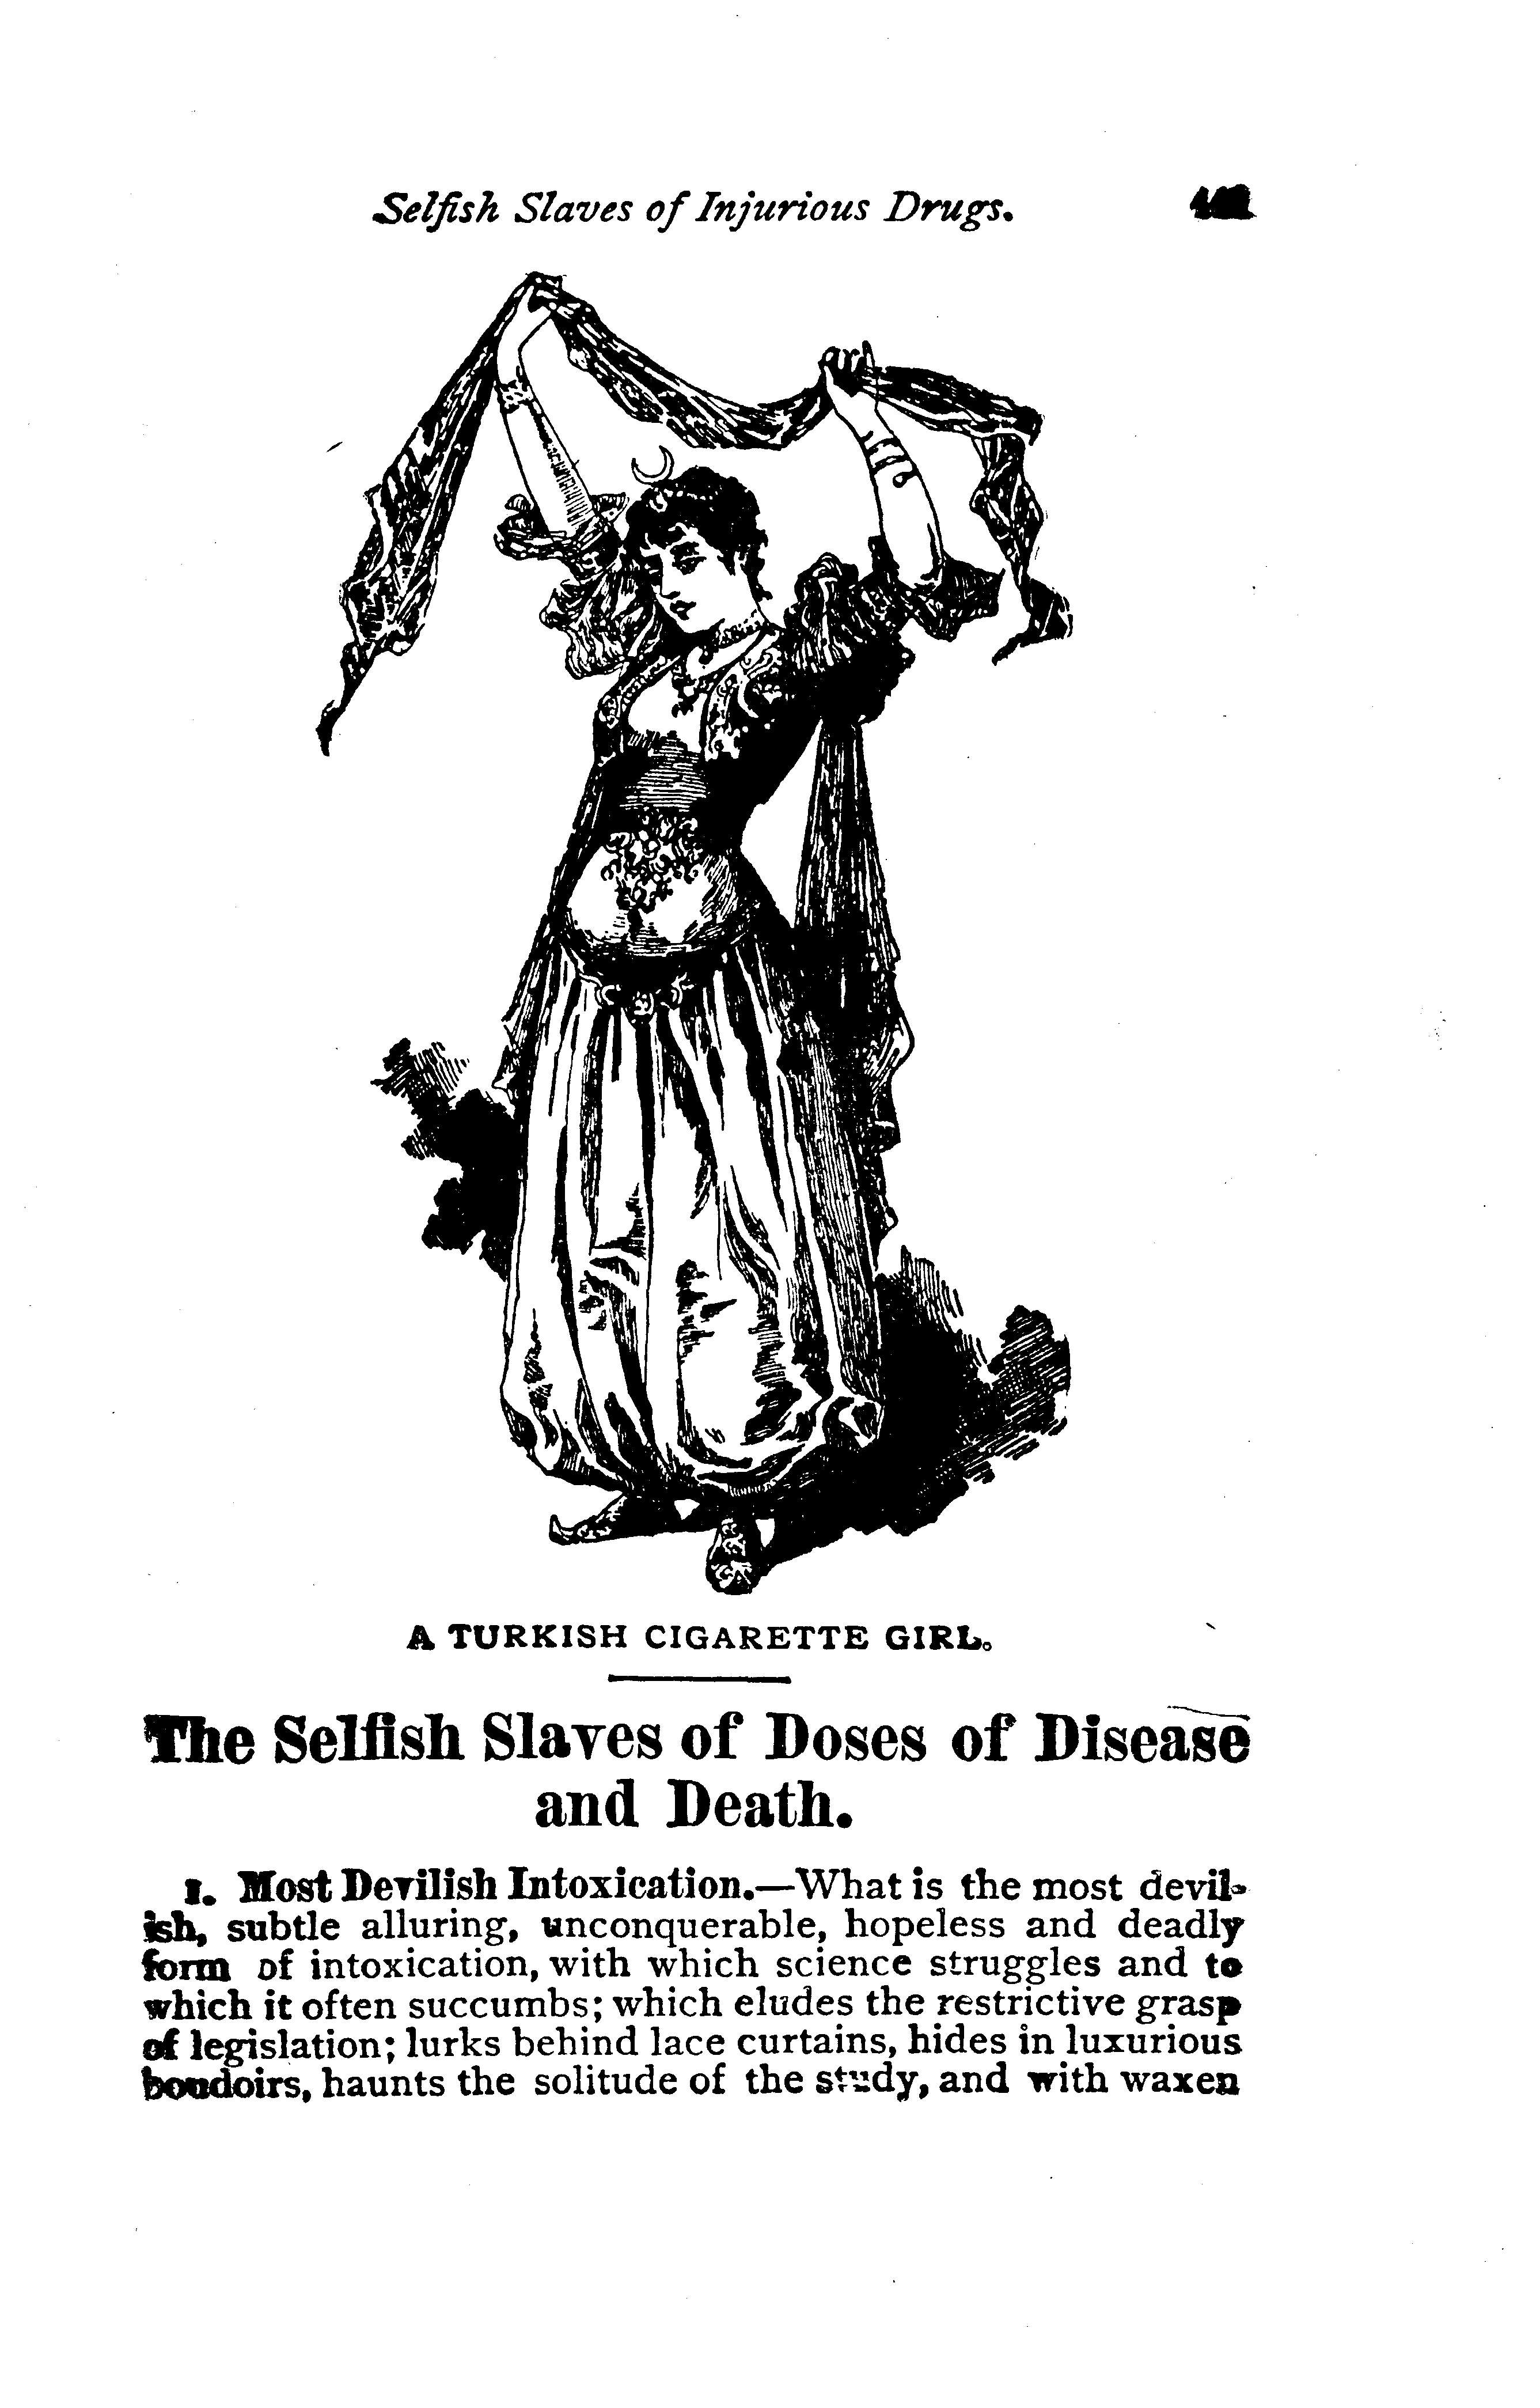 Selfish Slaves of Injurious Drugs.
A TURKISH CIGARETTE GIRL.
The Selfish Slaves of Doses of Disease
and Death.
1. Most Devilish Intoxication.—What is the most devil-
ish, subtle alluring, unconquerable, hopeless and deadly
form of intoxication, with which science struggles and to
which it often succumbs; which eludes the restrictive grasp
of legislation; lurks behind lace curtains, hides in luxurious
boudoirs, haunts the solitude of the study, and with waxen